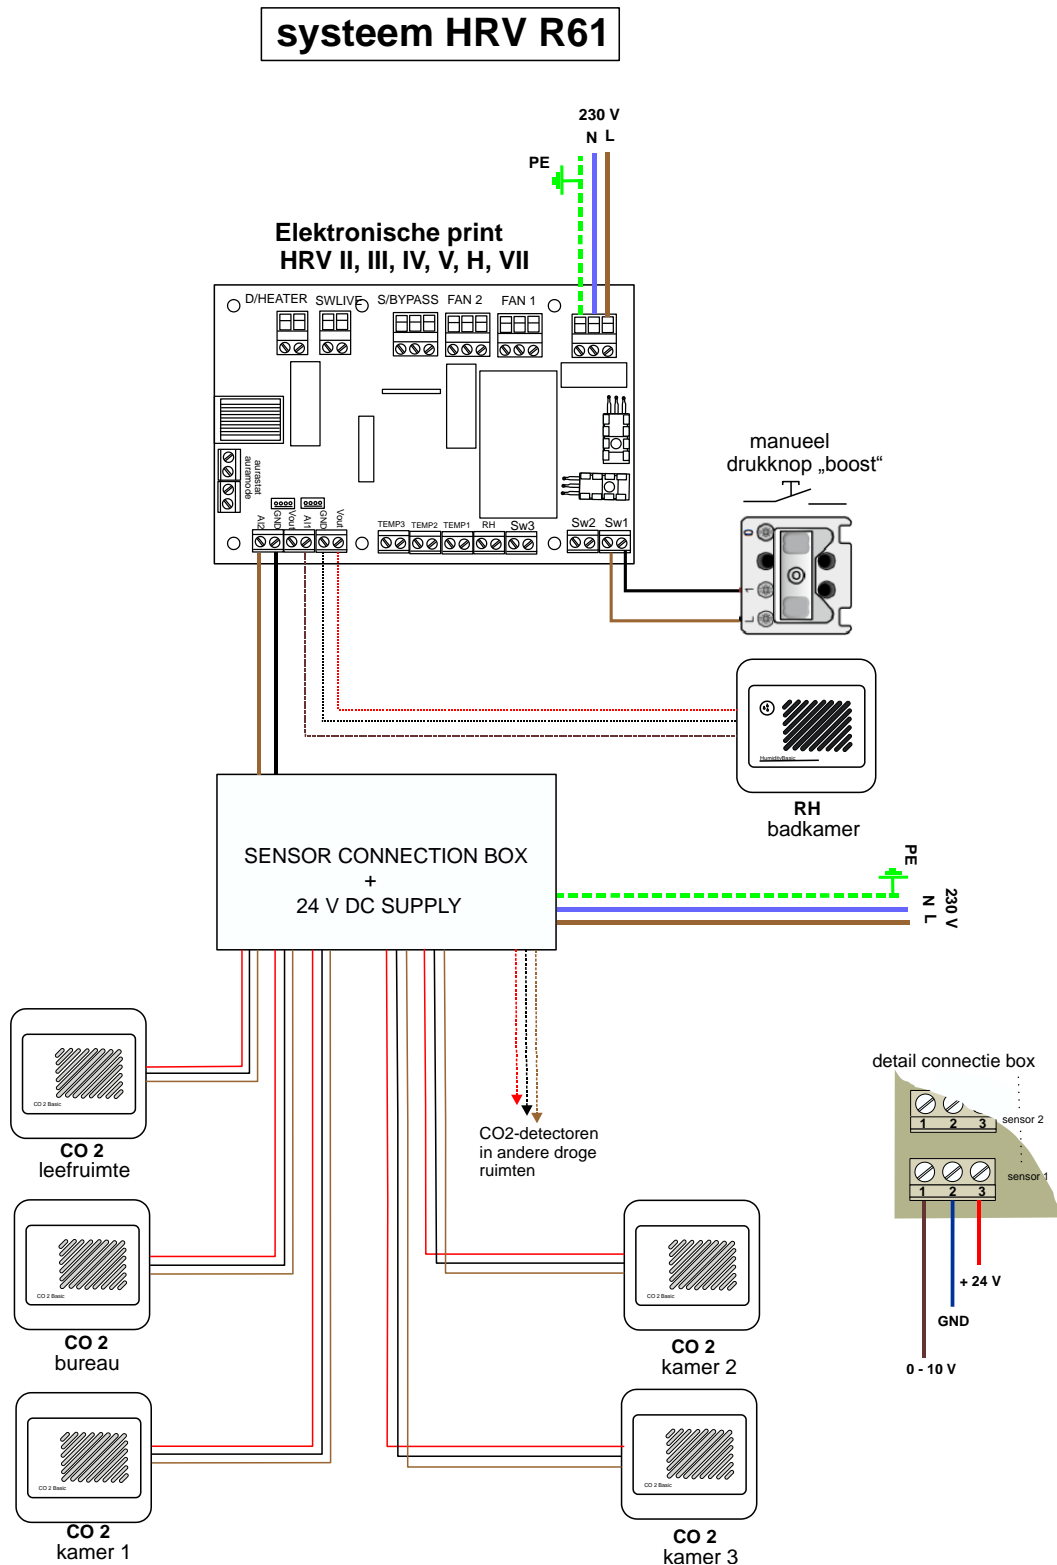 systeem HRV R61
230 V
N L
PE
Elektronische print
HRV II, III, IV, V, H, VII
D/HEATER SWLIVE S/BYPASS FAN 2 FAN 1
aurastat
auramode
AI2 GND Vout AI1 GND Vout
TEMP3 TEMP2 TEMP1 RH Sw3 Sw2 Sw1
manueel
drukknop „boost“
0
1
L
HumidityBasic
RH
badkamer
SENSOR CONNECTION BOX
+
24 V DC SUPPLY
PE
230 V
N L
CO 2 Basic
CO 2
leefruimte
CO2-detectoren
in andere droge
ruimten
detail connectie box
1 2 3 sensor 2
sensor 1
1 2 3
+ 24 V
GND
0 - 10 V
CO 2 Basic
CO 2
bureau
CO 2 Basic
CO 2
kamer 2
CO 2 Basic
CO 2
kamer 1
CO 2 Basic
CO 2
kamer 3